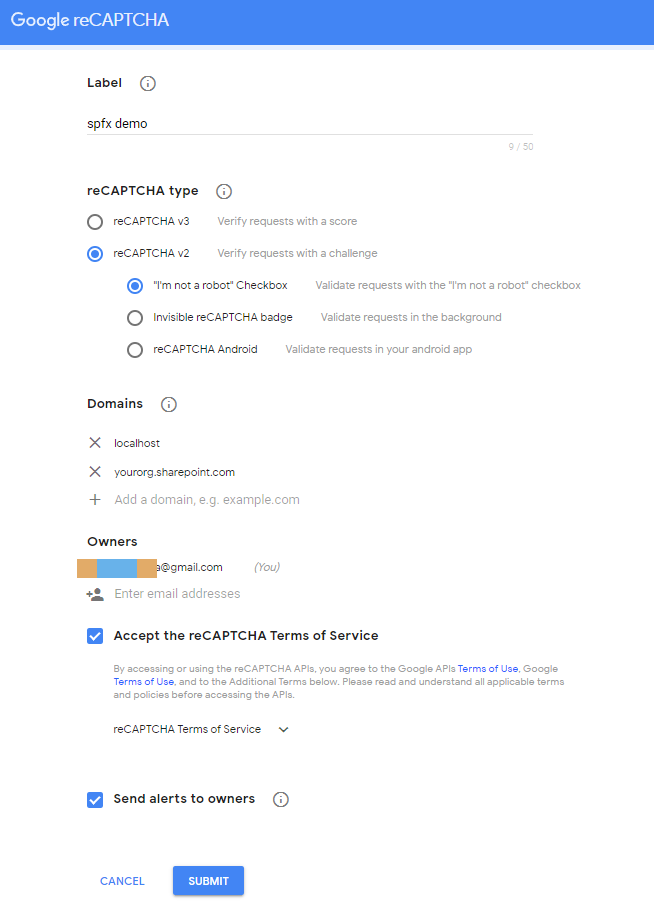 Google reCAPTCHA
Label
spfx demo
9 / 50
reCAPTCHA type
reCAPTCHA v3 Verify requests with a score
reCAPTCHA v2 Verify requests with a challenge
"I'm not a robot" Checkbox Validate requests with the "I'm not a robot" checkbox
Invisible reCAPTCHA badge Validate requests in the background
reCAPTCHA Android Validate requests in your android app
Domains
localhost
yourorg.sharepoint.com
Add a domain, e.g. example.com
Owners
a@gmail.com (You)
Enter email addresses
Accept the reCAPTCHA Terms of Service
By accessing or using the reCAPTCHA APIs, you agree to the Google APIs Terms of Use, Google
Terms of Use, and to the Additional Terms below. Please read and understand all applicable terms
and policies before accessing the APIs.
reCAPTCHA Terms of Service
Send alerts to owners
CANCEL SUBMIT